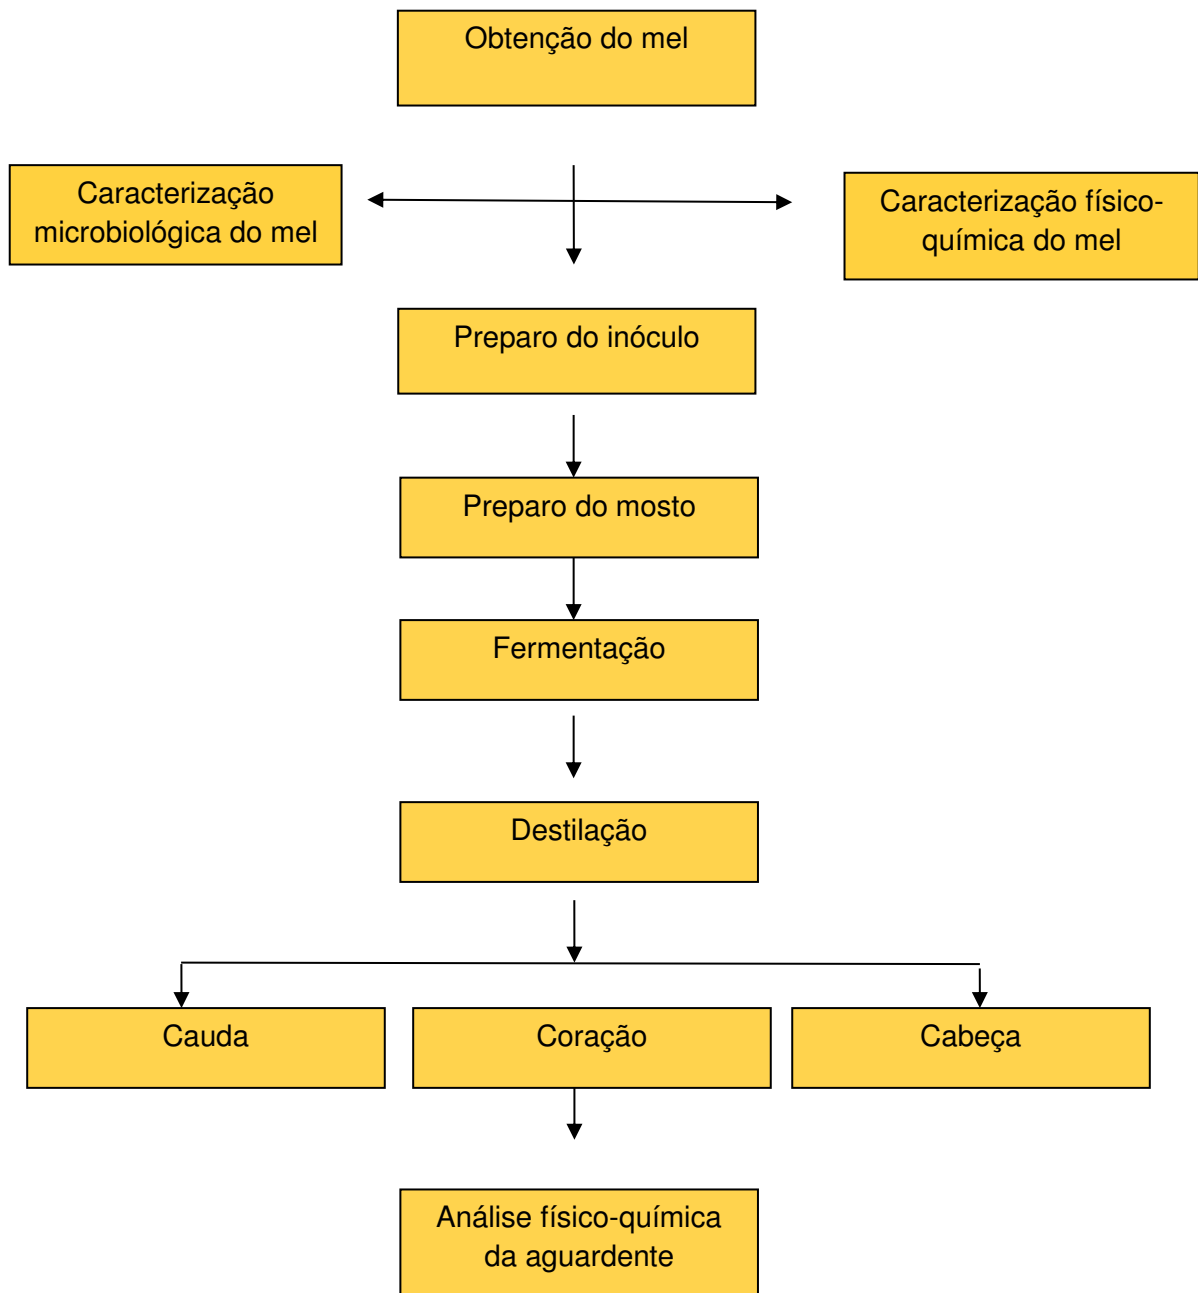 Obtenção do mel
Caracterização
microbiológica do mel
Caracterização físico-
química do mel
Preparo do inóculo
Preparo do mosto
Fermentação
Destilação
Cauda
Coração
Cabeça
Análise físico-química
da aguardente